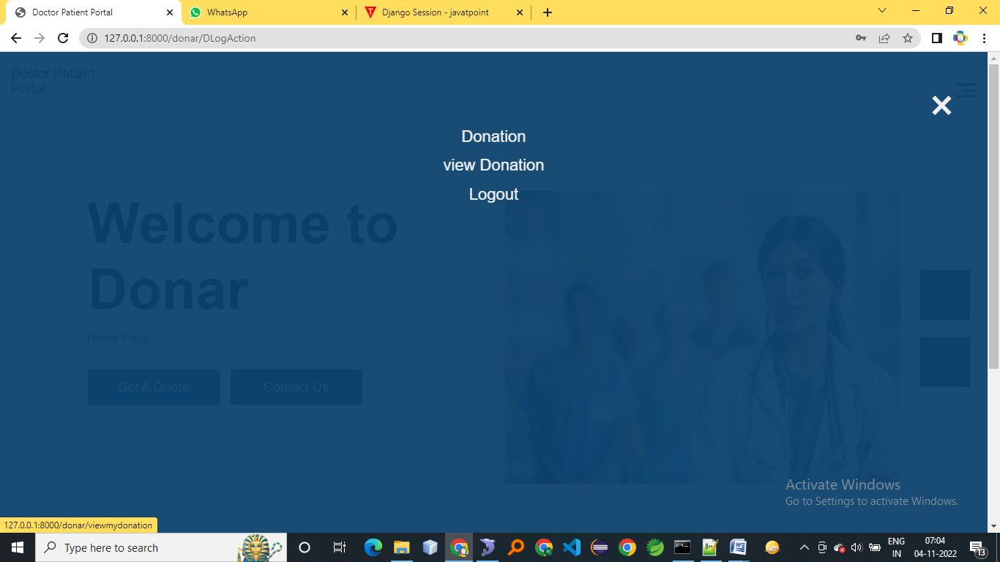 Doctor Patient Portal
WhatsApp
Django Session - javatpoint
127.0.0.1:8000/donar/DLogAction
Doctor Patient
Portal
Donation
view Donation
Logout
Welcome to
Donar
Home Page
Get A Quote
Contact Us
Activate Windows
Go to Settings to activate Windows.
127.0.0.1:8000/donar/viewmydonation
Type here to search
ENG
IN
07:04
04-11-2022
13